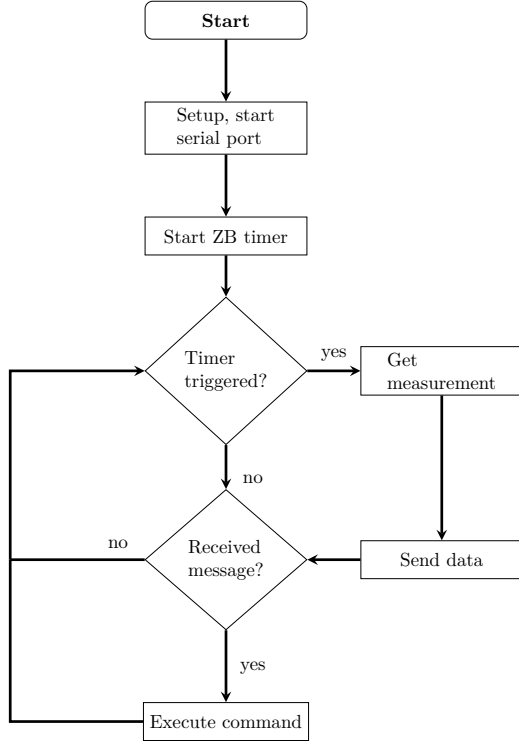 Start
Setup, start
serial port
Start ZB timer
Timer
triggered?
yes
Get
measurement
no
Received
message?
no
Send data
yes
Execute command